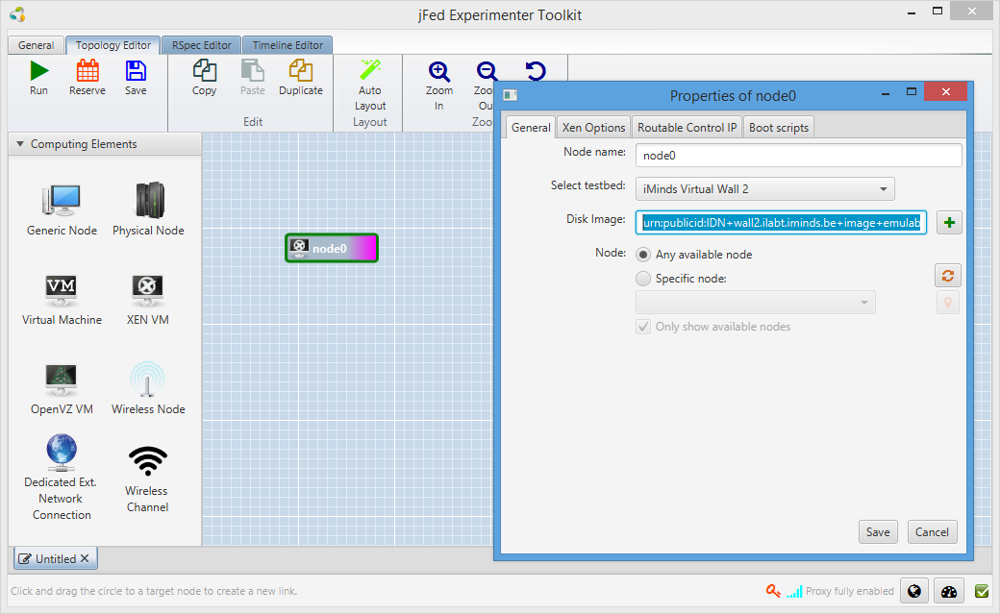 jFed Experimenter Toolkit
General
Topology Editor
RSpec Editor
Timeline Editor
Run
Reserve
Save
Copy
Paste
Duplicate
Edit
Auto
Layout
Layout
Zoom
In
Zoo
Ou
Zoo
Computing Elements
Generic Node
Physical Node
VM
Virtual Machine
XEN VM
OpenVZ VM
Wireless Node
Dedicated Ext.
Network
Connection
Wireless
Channel
node0
Properties of node0
General
Xen Options
Routable Control IP
Boot scripts
Node name:
node0
Select testbed:
iMinds Virtual Wall 2
Disk Image:
urn:publicid:IDN+wall2.ilabt.iminds.be+image+emulab
Node:
Any available node
Specific node:
Only show available nodes
Save
Cancel
Untitled
Click and drag the circle to a target node to create a new link.
Proxy fully enabled